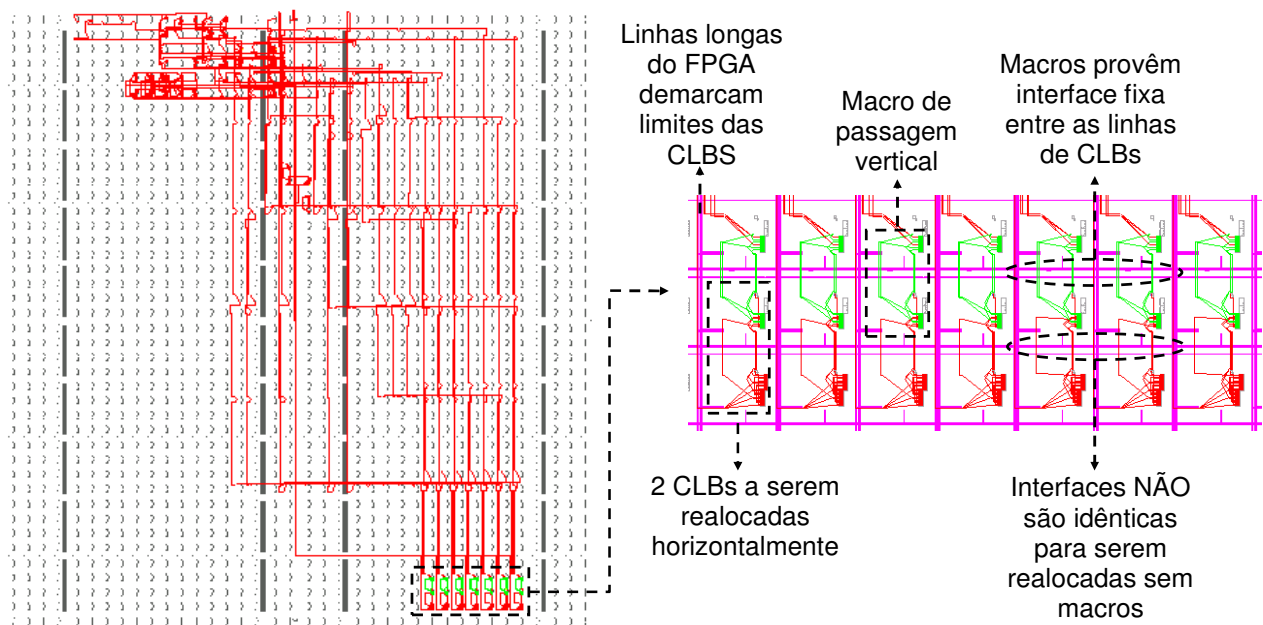 Linhas longas
do FPGA
demarcam
limites das
CLBS
Macro de
passagem
vertical
Macros provêm
interface fixa
entre as linhas
de CLBs
2 CLBs a serem
realocadas
horizontalmente
Interfaces NÃO
são idênticas
para serem
realocadas sem
macros